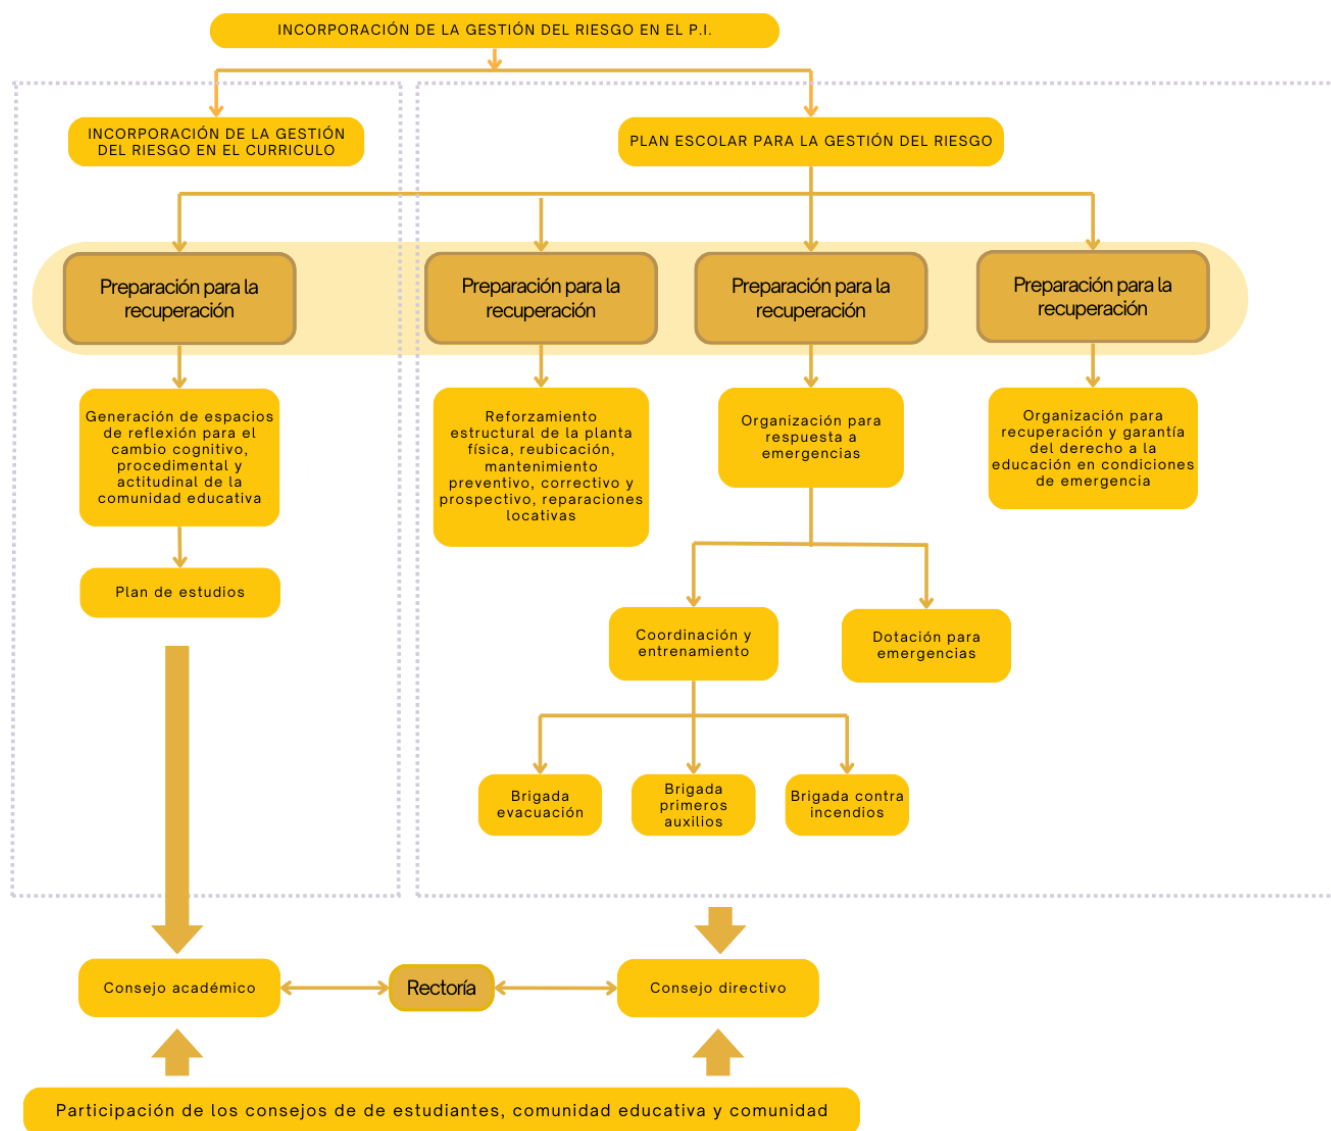 INCORPORACIÓN DE LA GESTIÓN DEL RIESGO EN EL P.I.
INCORPORACIÓN DE LA GESTIÓN
DEL RIESGO EN EL CURRICULO
PLAN ESCOLAR PARA LA GESTIÓN DEL RIESGO
Preparación para la
recuperación
Preparación para la
recuperación
Preparación para la
recuperación
Preparación para la
recuperación
Generación de espacios
de reflexión para el
cambio cognitivo,
procedimental y
actitudinal de la
comunidad educativa
Reforzamiento
estructural de la planta
física, reubicación,
mantenimiento
preventivo, correctivo y
prospectivo, reparaciones
locativas
Organización para
respuesta a
emergencias
Organización para
recuperación y garantía
del derecho a la
educación en condiciones
de emergencia
Plan de estudios
Coordinación y
entrenamiento
Dotación para
emergencias
Brigada
evacuación
Brigada
primeros
auxilios
Brigada contra
incendios
Consejo académico
Rectoría
Consejo directivo
Participación de los consejos de de estudiantes, comunidad educativa y comunidad